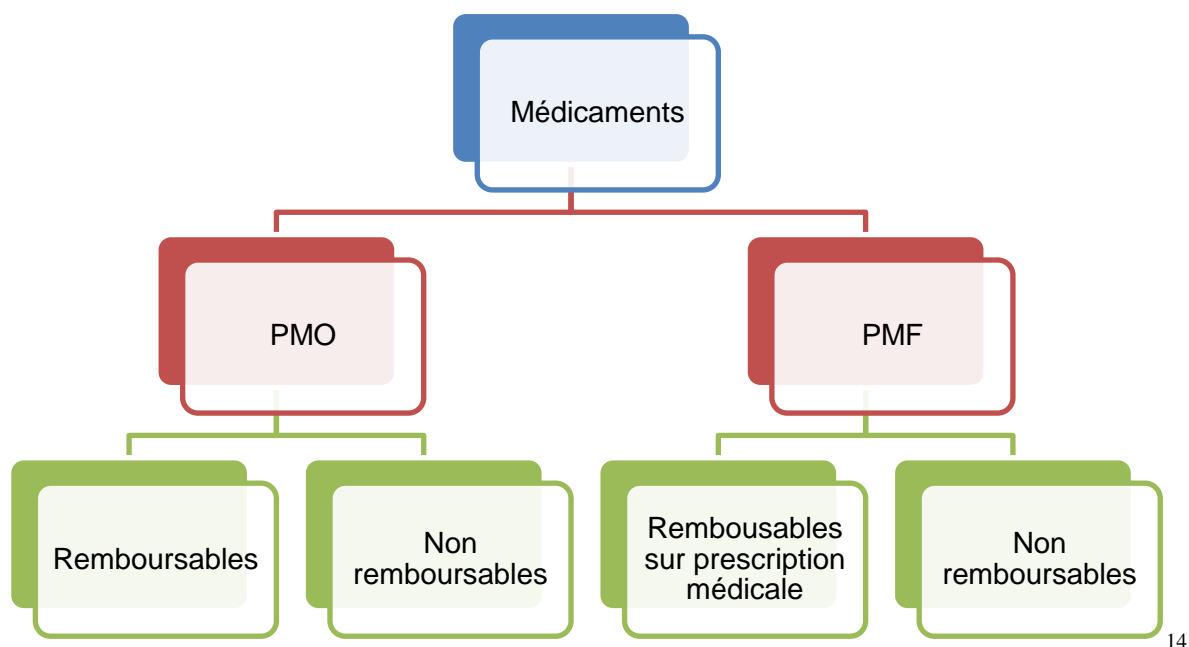 Médicaments
PMO
PMF
Remboursables
Non
remboursables
Rembousables
sur prescription
médicale
Non
remboursables
14